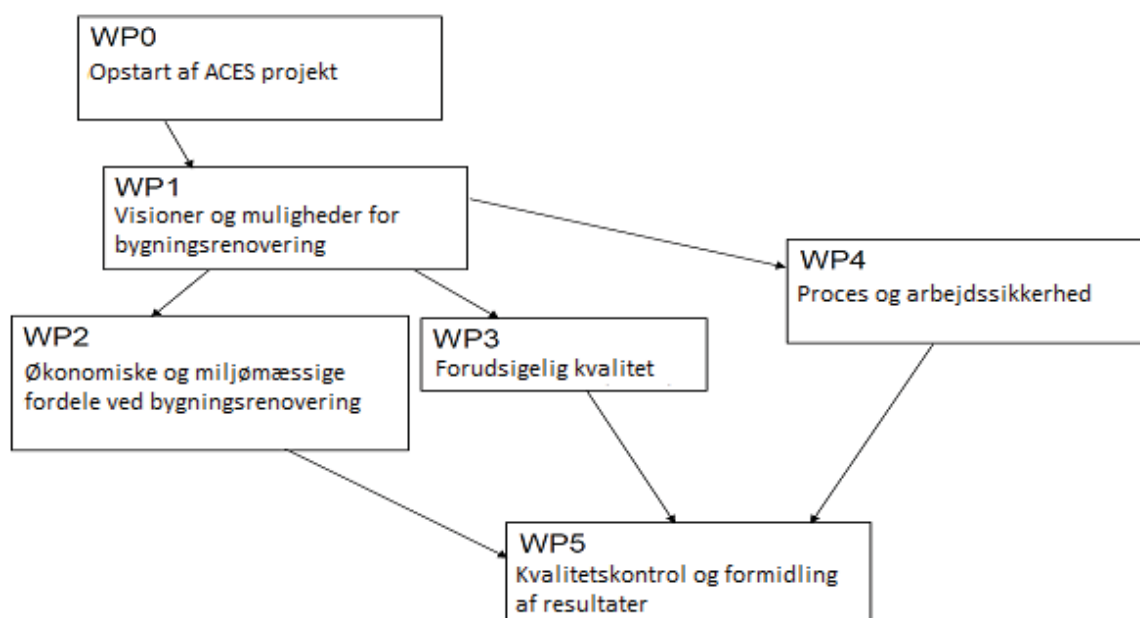 WP0
Opstart af ACES projekt
WP1
Visioner og muligheder for
bygningsrenovering
WP4
Proces og arbejdssikkerhed
WP2
Økonomiske og miljømæssige
fordele ved bygningsrenovering
WP3
Forudsigelig kvalitet
WP5
Kvalitetskontrol og formidling
af resultater